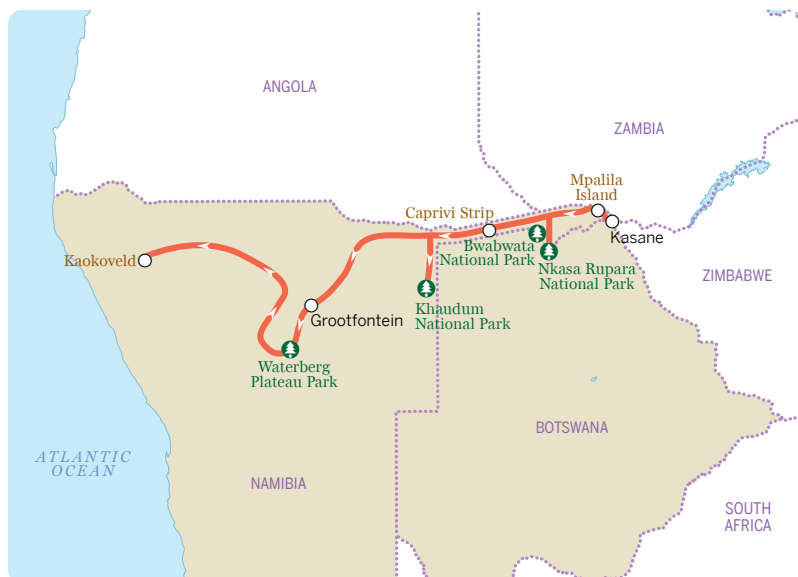 ANGOLA
ZAMBIA
Mpalila
Island
Caprivi Strip
Kasane
Bwabwata
National Park
Nkasa Rupara
National Park
ZIMBABWE
Kaokoveld
Khaudum
National Park
Grootfontein
Waterberg
Plateau Park
BOTSWANA
ATLANTIC
OCEAN
NAMIBIA
SOUTH
AFRICA